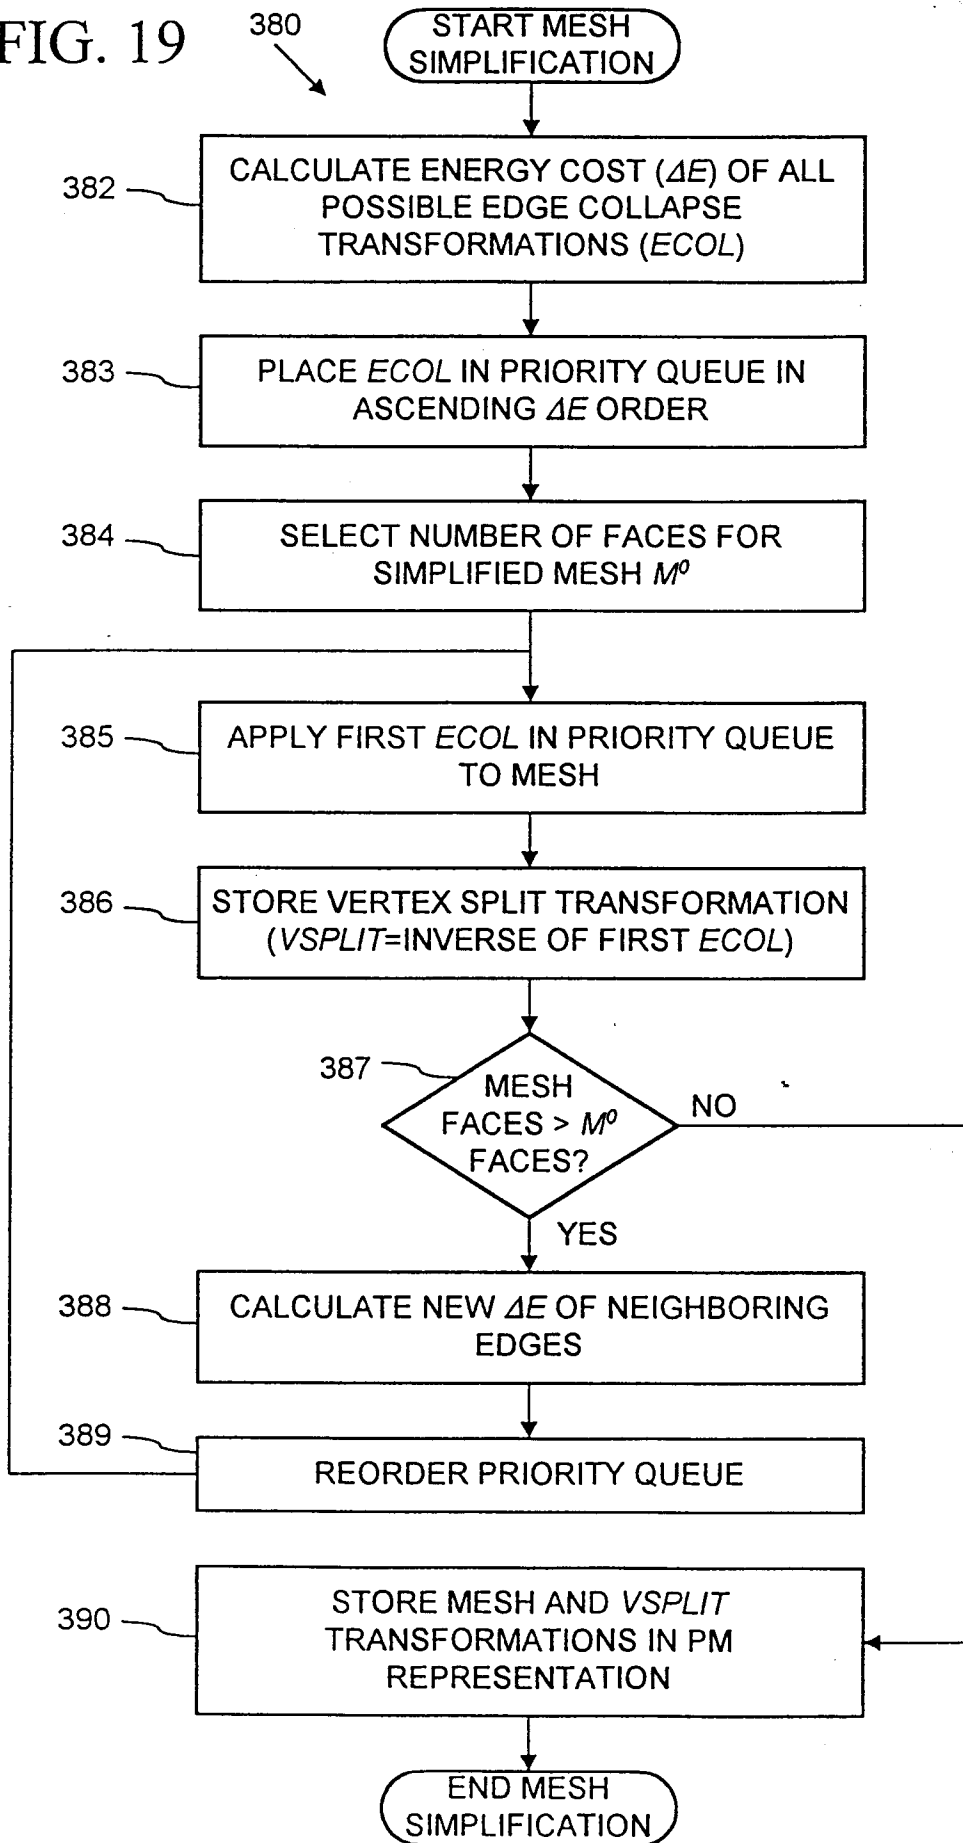 FIG. 19
380
START MESH
SIMPLIFICATION
382
CALCULATE ENERGY COST (ΔE) OF ALL
POSSIBLE EDGE COLLAPSE
TRANSFORMATIONS (ECOL)
383
PLACE ECOL IN PRIORITY QUEUE IN
ASCENDING ΔE ORDER
384
SELECT NUMBER OF FACES FOR
SIMPLIFIED MESH M⁰
385
APPLY FIRST ECOL IN PRIORITY QUEUE
TO MESH
386
STORE VERTEX SPLIT TRANSFORMATION
(VSPLIT=INVERSE OF FIRST ECOL)
387
MESH
FACES > M⁰
FACES?
NO
YES
388
CALCULATE NEW ΔE OF NEIGHBORING
EDGES
389
REORDER PRIORITY QUEUE
390
STORE MESH AND VSPLIT
TRANSFORMATIONS IN PM
REPRESENTATION
END MESH
SIMPLIFICATION